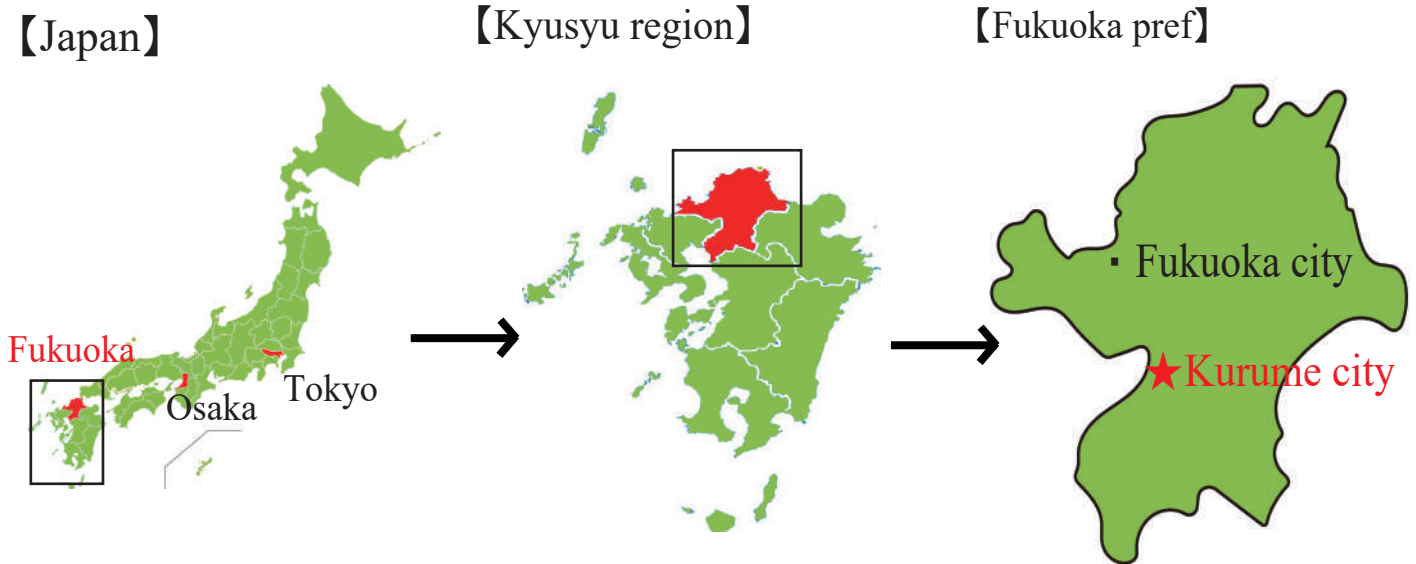 【Japan】
【Kyusyu region】
【Fukuoka pref】
Fukuoka
Osaka
Tokyo
Fukuoka city
Kurume city